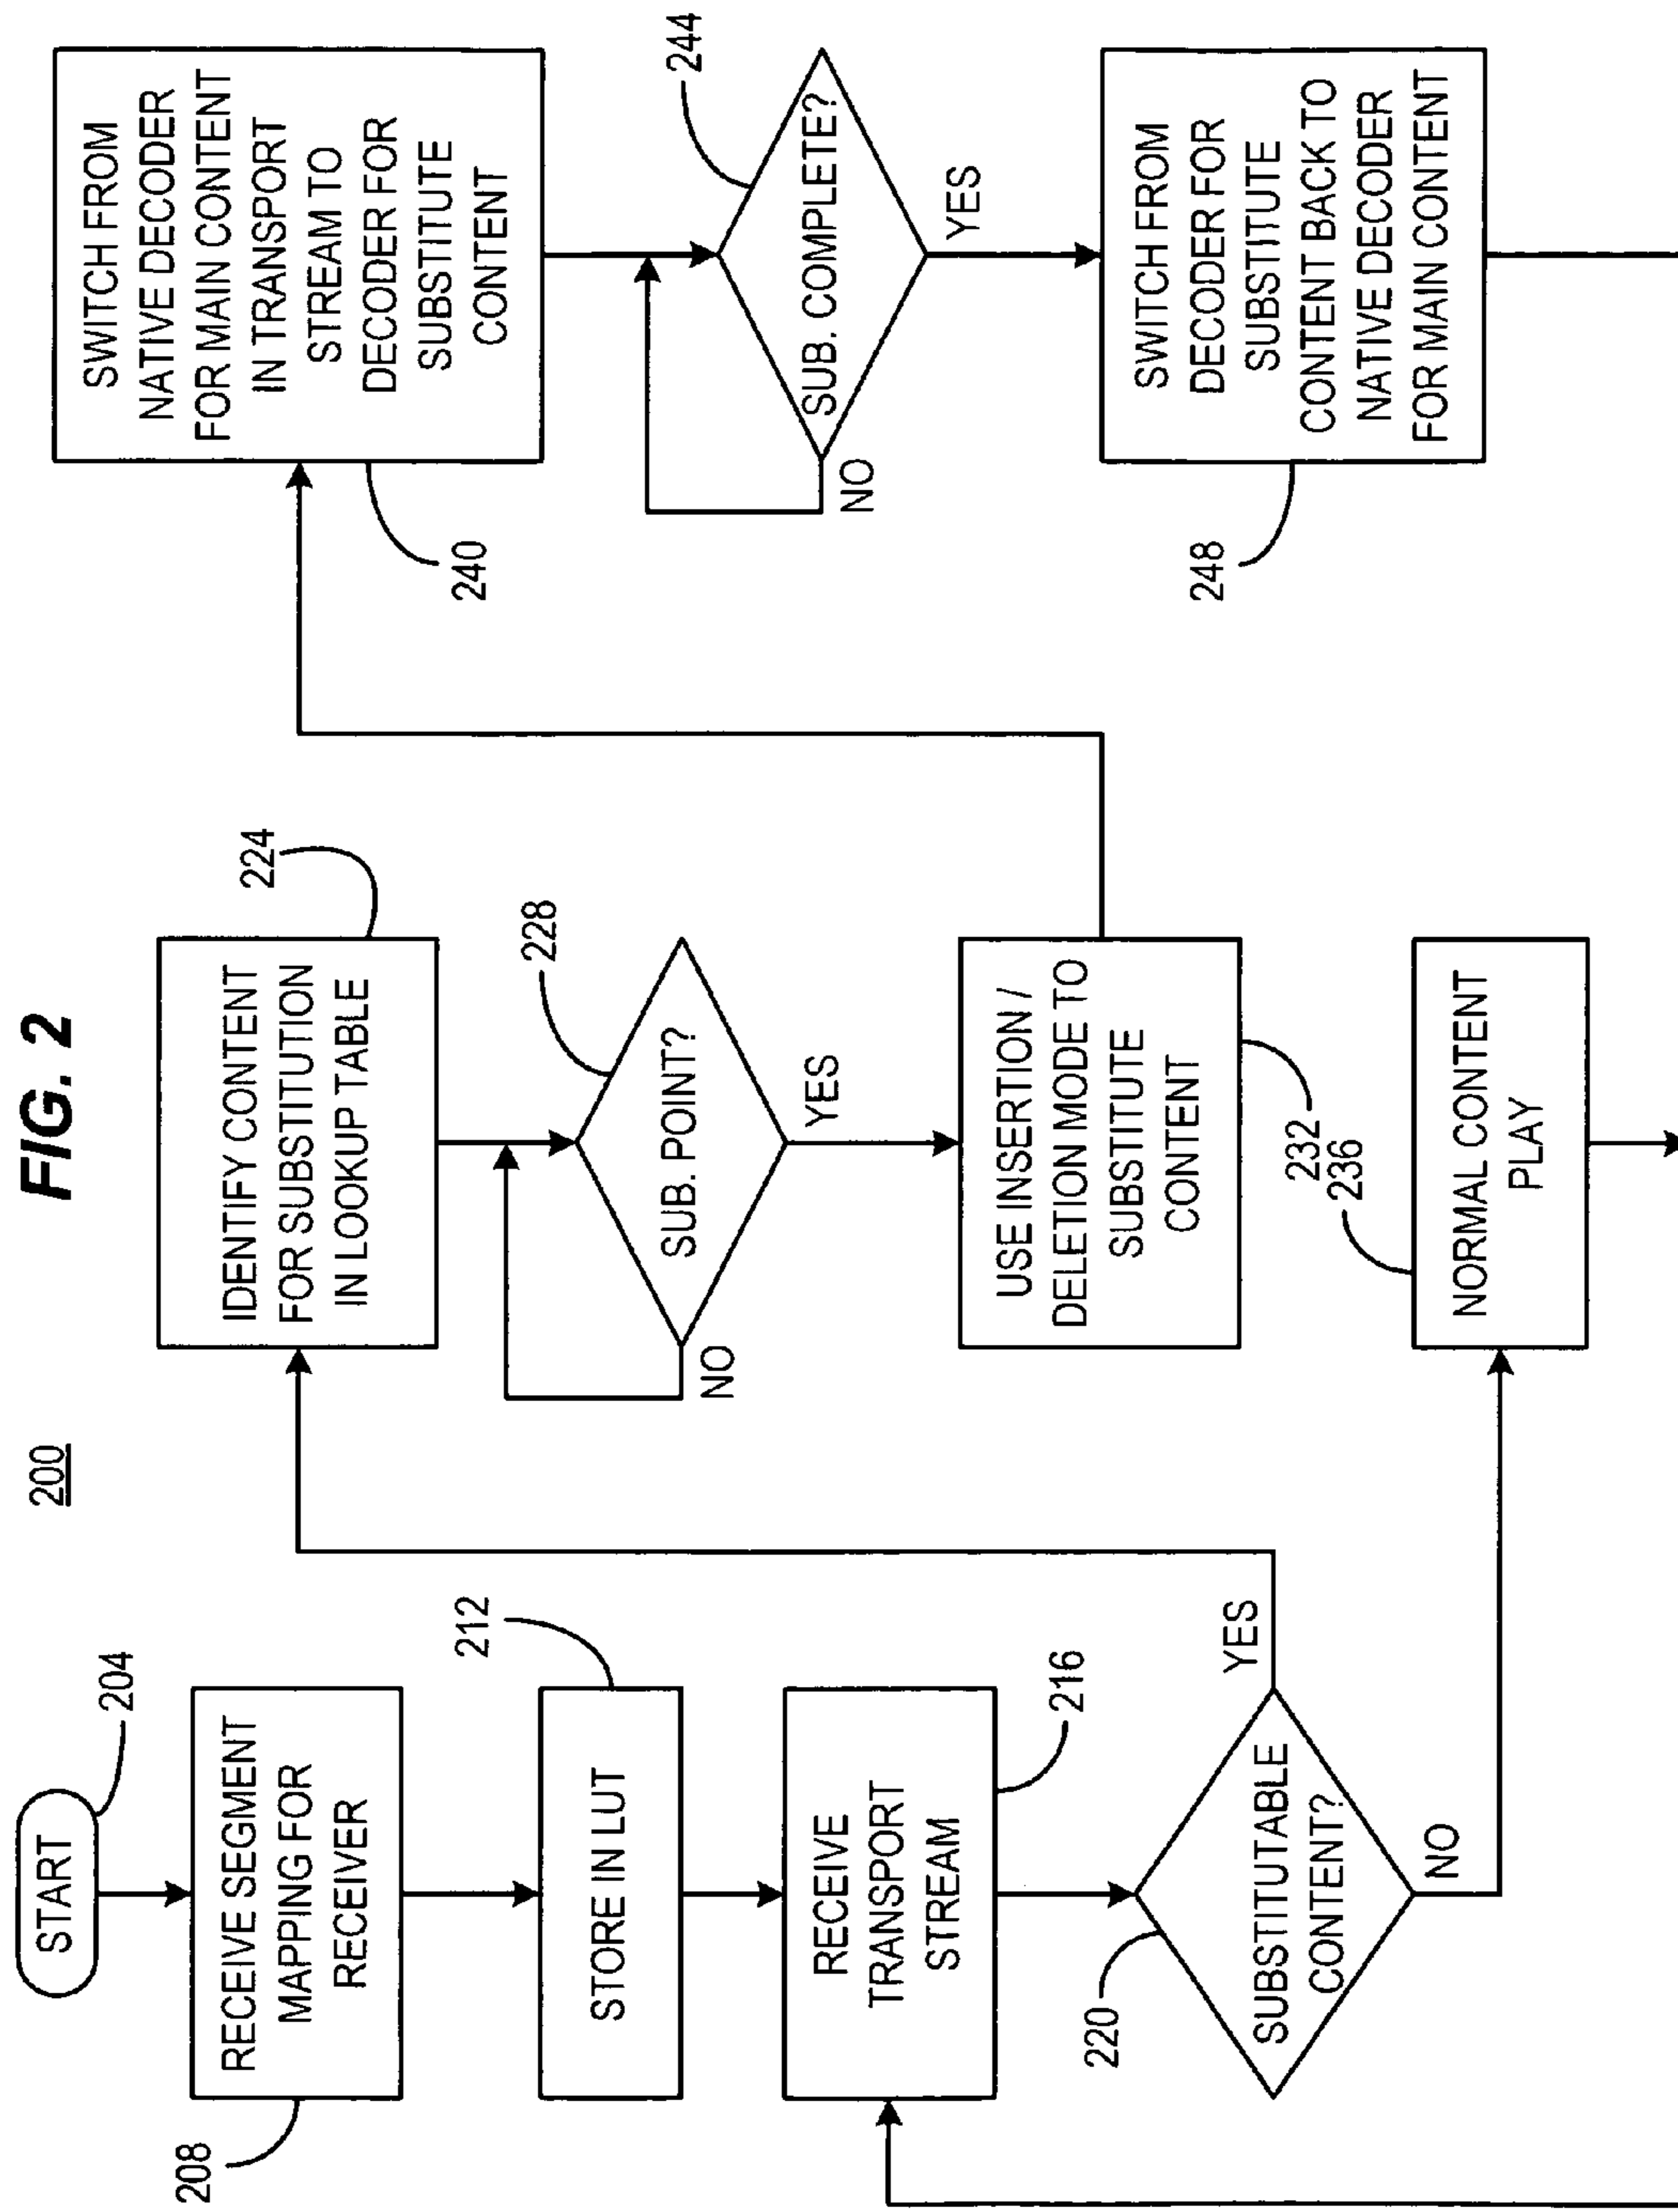 FIG. 2
200
START
204
RECEIVE SEGMENT
MAPPING FOR
RECEIVER
208
STORE IN LUT
212
RECEIVE
TRANSPORT
STREAM
216
SUBSTITUTABLE
CONTENT?
220
YES
NO
IDENTIFY CONTENT
FOR SUBSTITUTION
IN LOOKUP TABLE
224
SUB. POINT?
228
NO
YES
USE INSERTION /
DELETION MODE TO
SUBSTITUTE
CONTENT
232
236
NORMAL CONTENT
PLAY
SWITCH FROM
NATIVE DECODER
FOR MAIN CONTENT
IN TRANSPORT
STREAM TO
DECODER FOR
SUBSTITUTE
CONTENT
240
SUB. COMPLETE?
244
NO
YES
SWITCH FROM
DECODER FOR
SUBSTITUTE
CONTENT BACK TO
NATIVE DECODER
FOR MAIN CONTENT
248